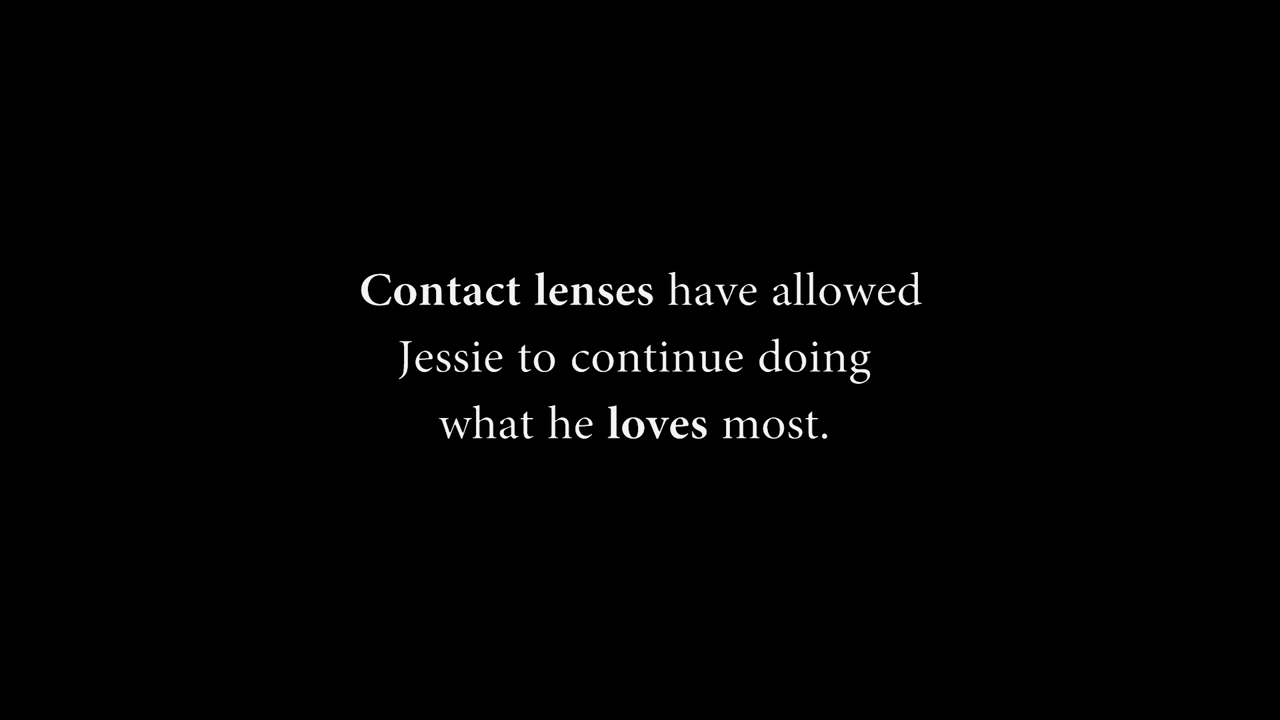 Contact lenses have allowed
Jessie to continue doing
what he loves most.